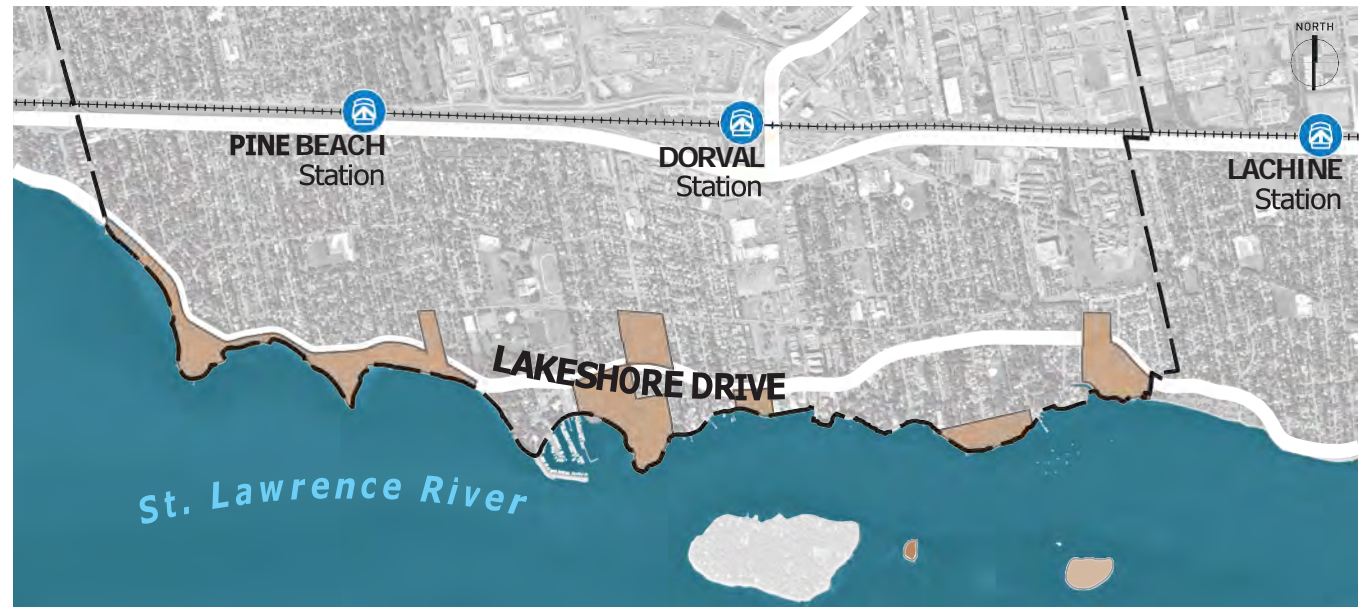 NORTH
PINE BEACH
Station
DORVAL
Station
LACHINE
Station
LAKESHORE DRIVE
St. Lawrence River